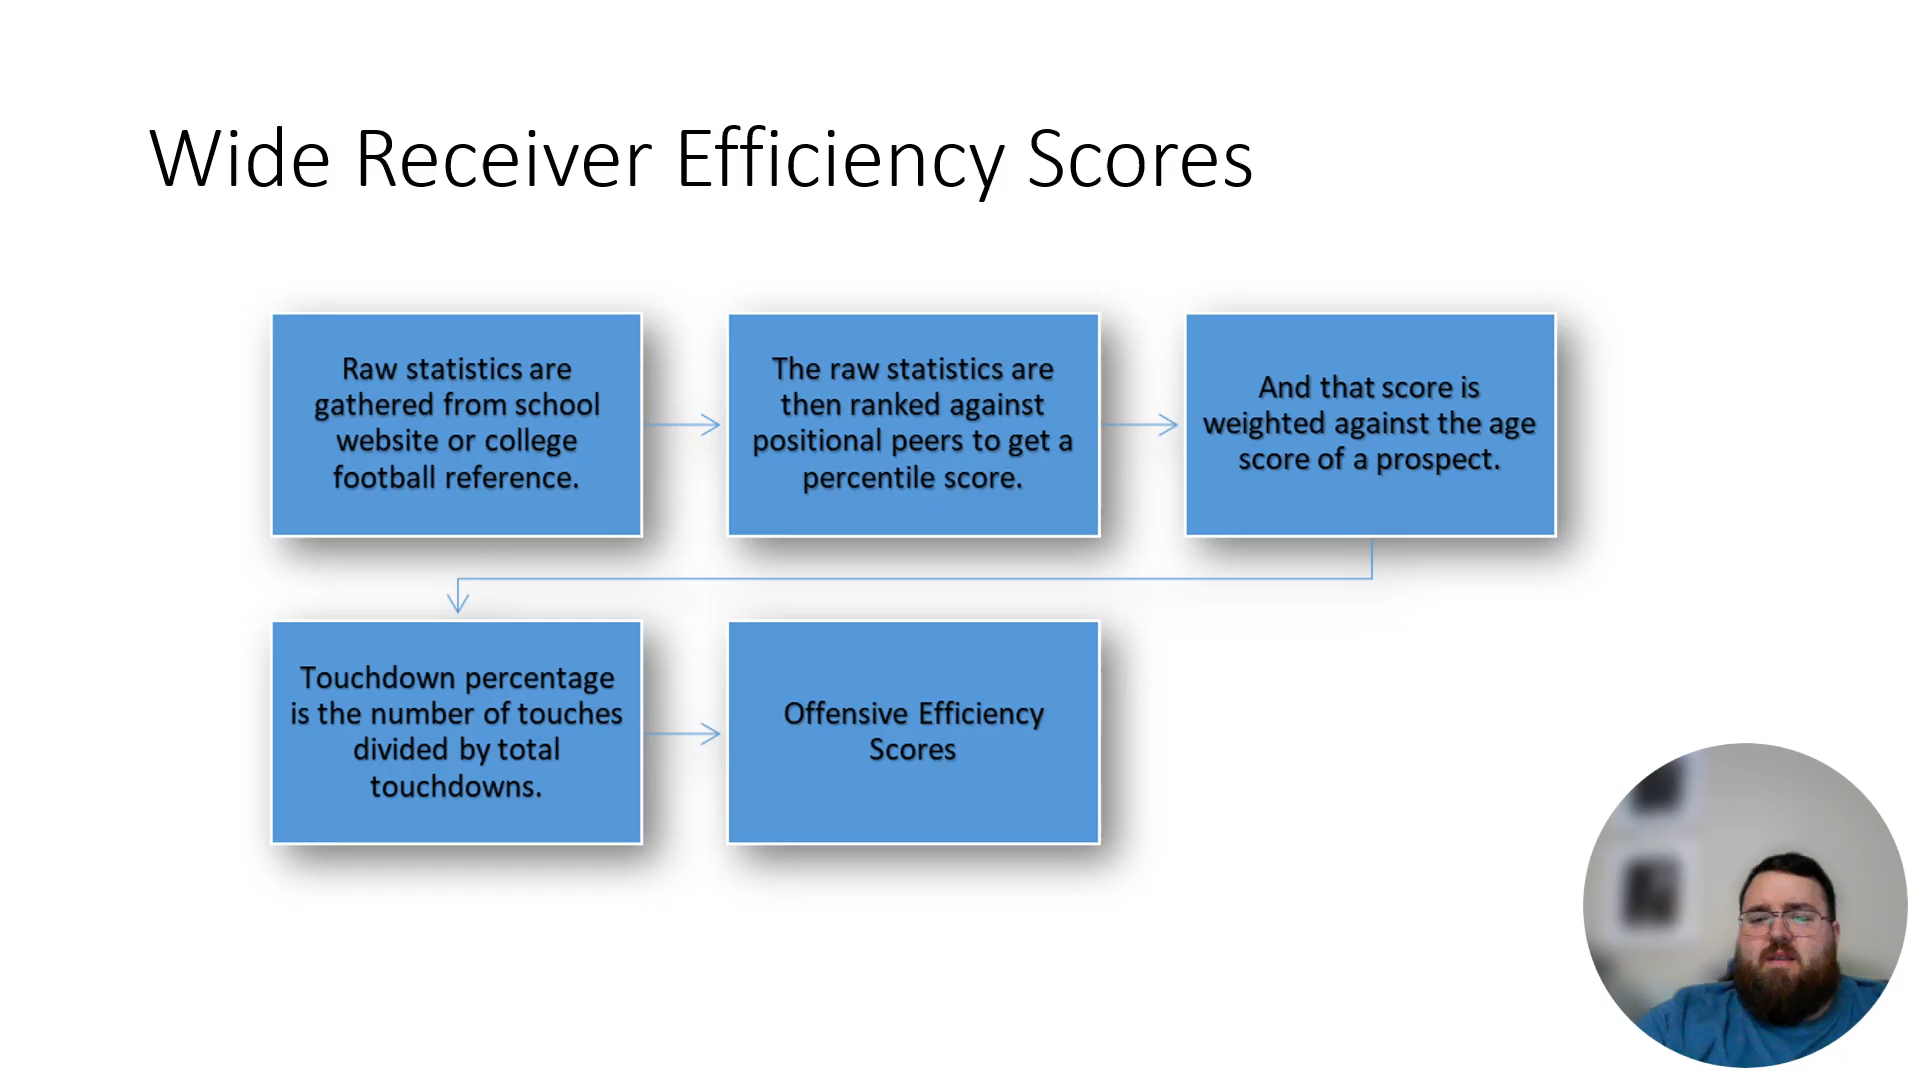 Wide Receiver Efficiency Scores
Raw statistics are
gathered from school
website or college
football reference.
The raw statistics are
then ranked against
positional peers to get a
percentile score.
And that score is
weighted against the age
score of a prospect.
Touchdown percentage
is the number of touches
divided by total
touchdowns.
Offensive Efficiency
Scores